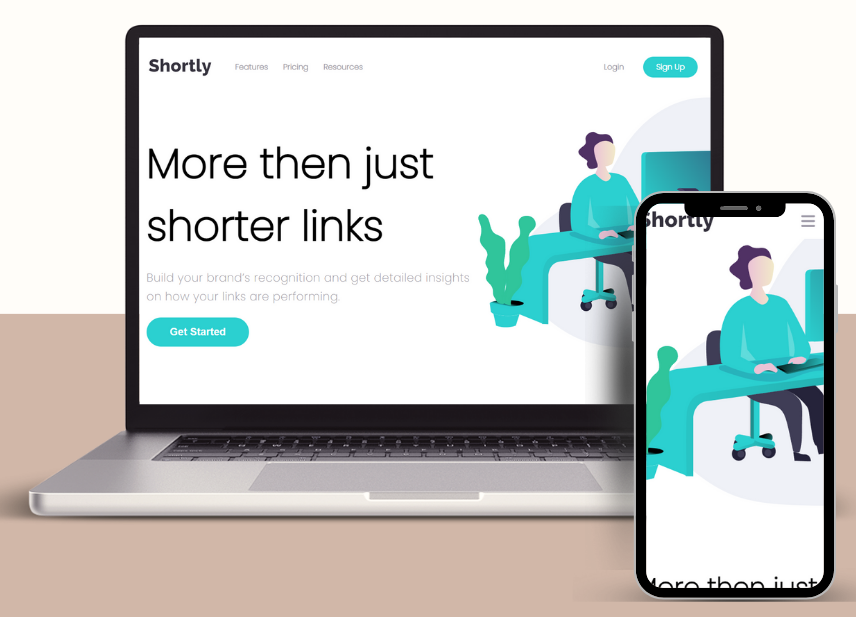 Shortly
Features Pricing Resources
Login
Sign Up
More then just
shorter links
Build your brand's recognition and get detailed insights
on how your links are performing.
Get Started
Shortly
More then just